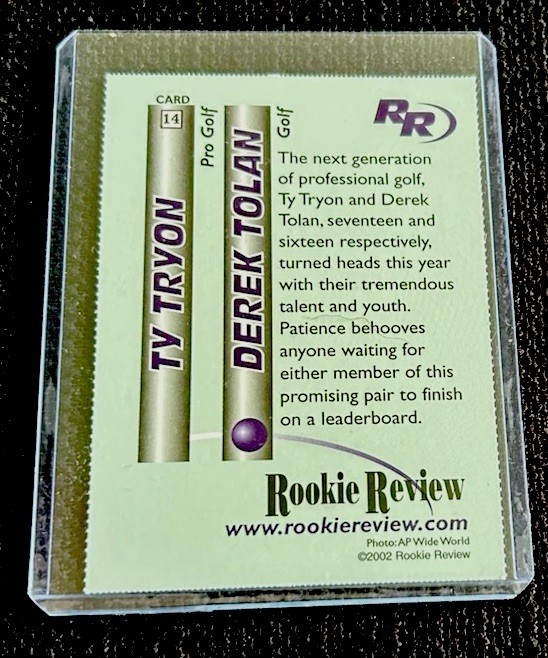 CARD
14
Pro Golf
TY TRYON
Golf
DEREK TOLAN
RR
The next generation
of professional golf,
Ty Tryon and Derek
Tolan, seventeen and
sixteen respectively,
turned heads this year
with their tremendous
talent and youth.
Patience behooves
anyone waiting for
either member of this
promising pair to finish
on a leaderboard.
Rookie Review
www.rookiereview.com
Photo: AP Wide World
©2002 Rookie Review